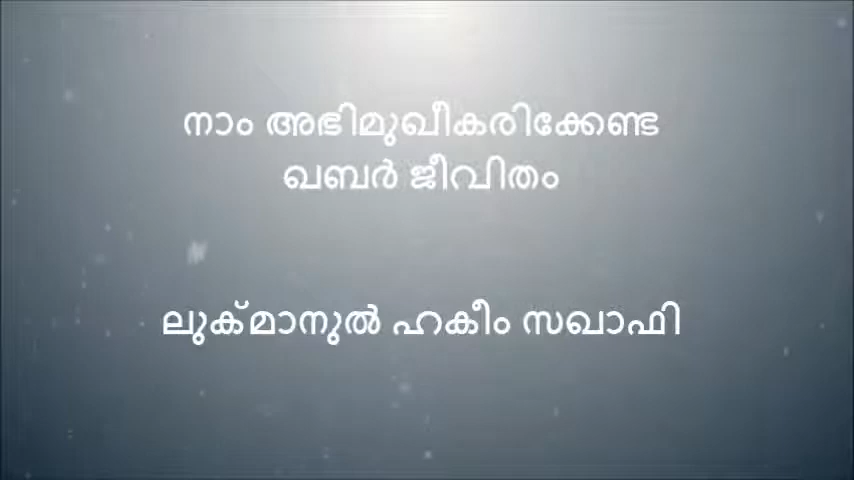 നാം അഭിമുഖീകരിക്കേണ്ട
ഖബർ ജീവിതം
ലുക്മാനുൽ ഹകീം സഖാഫി